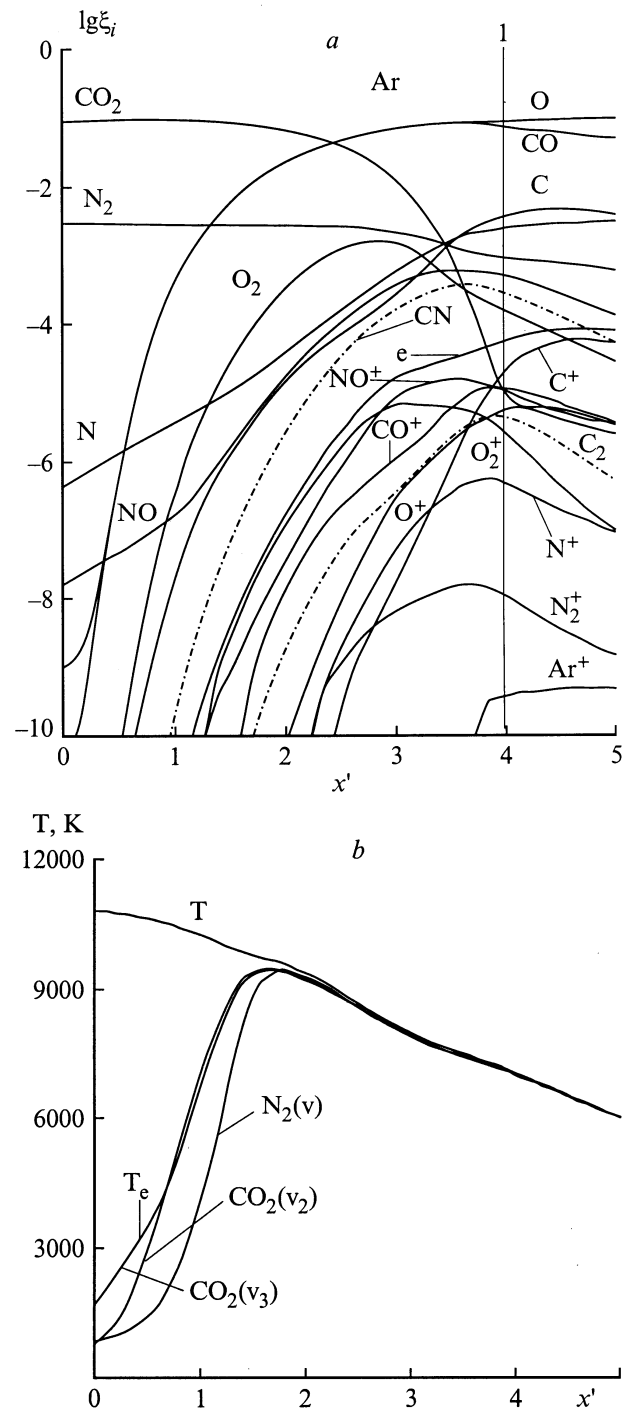 lgξᵢ
a
1
0
Ar
CO₂
O
CO
−2
C
N₂
O₂
−4
CN
e
C⁺
NO±
N
CO⁺
−6
O₂⁺
C₂
NO
O⁺
N⁺
−8
N₂⁺
Ar⁺
−10
0 1 2 3 4 5
x'
T, K
b
12000
T
9000
N₂(v)
6000
Tₑ
CO₂(v₂)
3000
CO₂(v₃)
0 1 2 3 4 x'